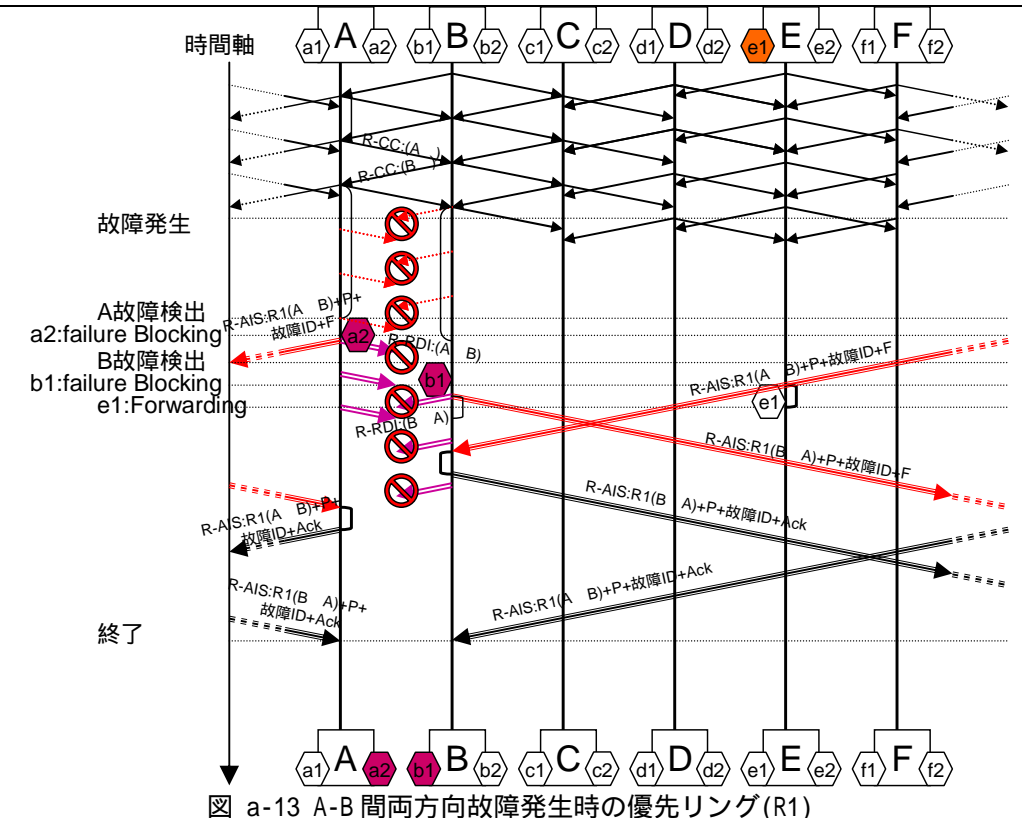 時間軸
a1 A a2 b1 B b2 c1 C c2 d1 D d2 e1 E e2 f1 F f2
R-CC:(A )
R-CC:(B )
故障発生
A故障検出
a2:failure Blocking
B故障検出
b1:failure Blocking
e1:Forwarding
R-AIS:R1(A B)+P+
故障ID+F
a2
R-RDI:(A B)
b1
R-AIS:R1(A B)+P+故障ID+F
e1
R-RDI:(B A)
R-AIS:R1(B A)+P+故障ID+F
R-AIS:R1(B A)+P+故障ID+Ack
R-AIS:R1(A B)+P+
故障ID+Ack
R-AIS:R1(A B)+P+故障ID+Ack
R-AIS:R1(B A)+P+
故障ID+Ack
終了
a1 A a2 b1 B b2 c1 C c2 d1 D d2 e1 E e2 f1 F f2
図 a-13 A-B 間両方向故障発生時の優先リング(R1)